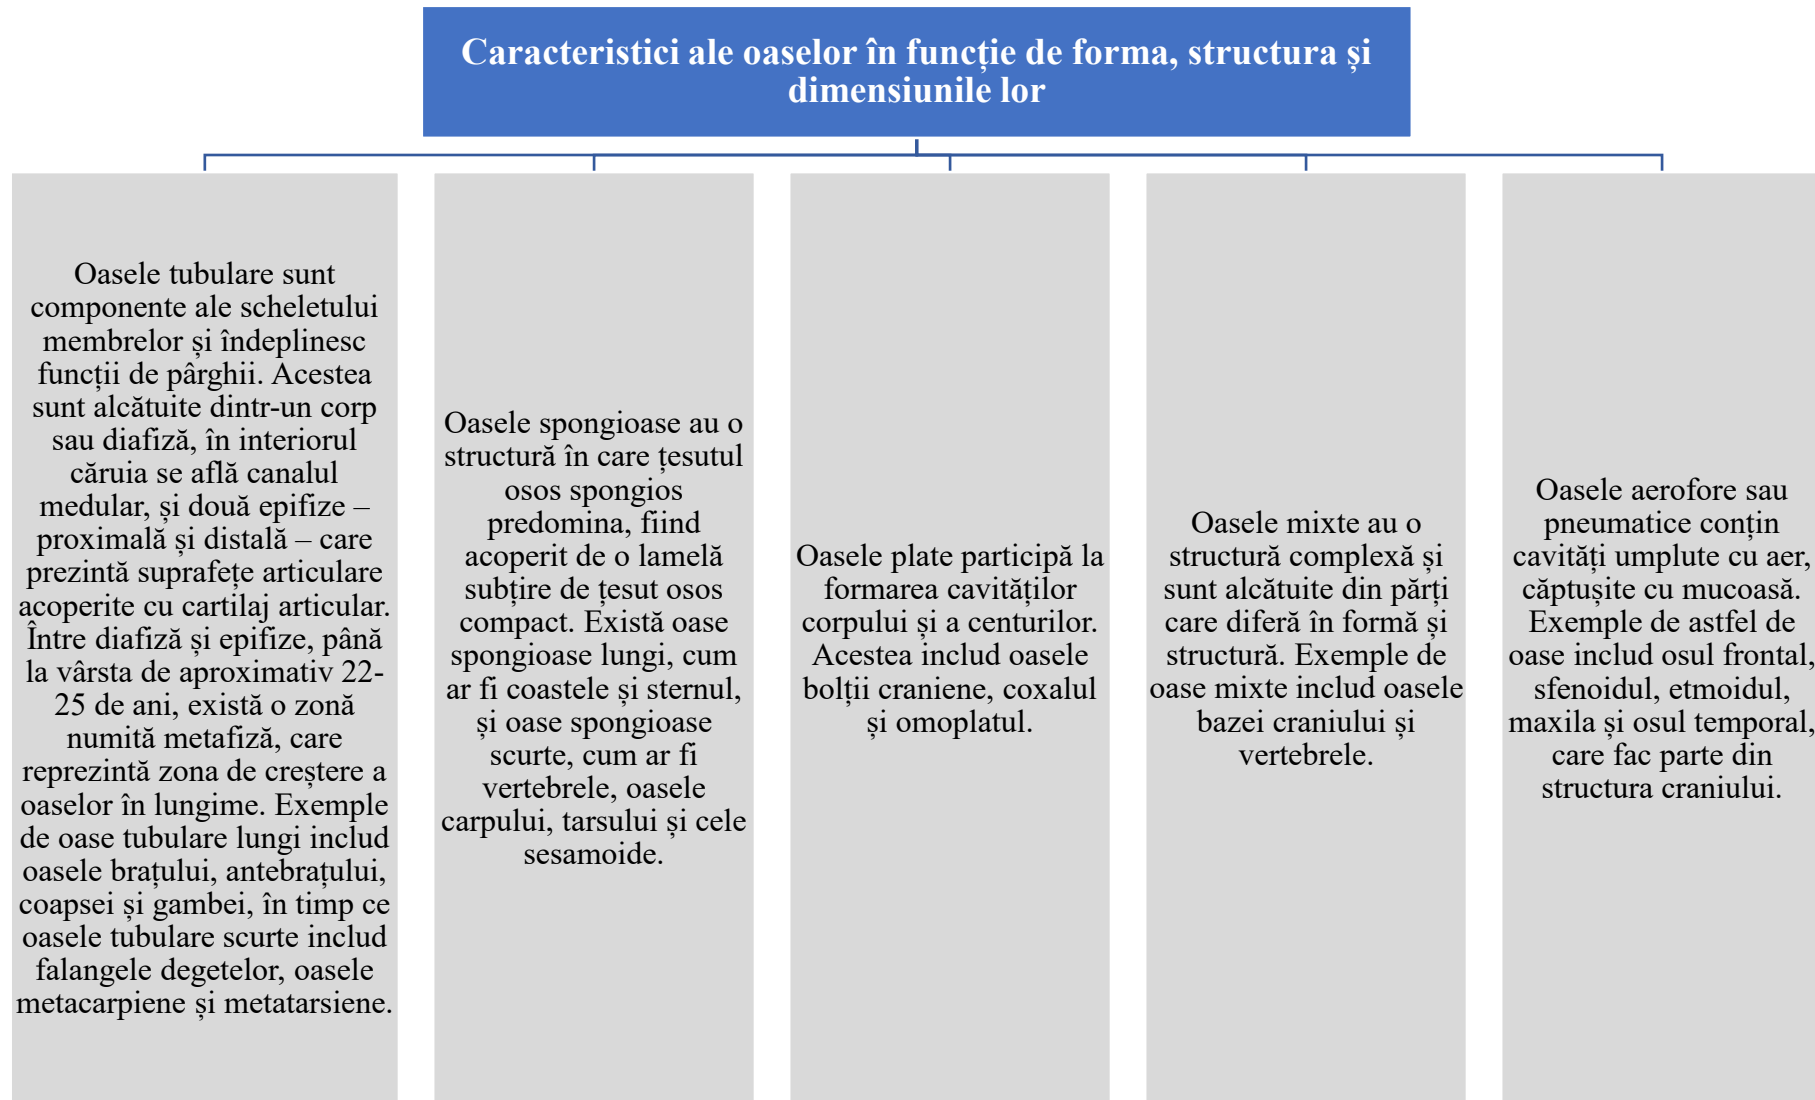 Caracteristici ale oaselor în funcție de forma, structura și
dimensiunile lor
Oasele tubulare sunt
componente ale scheletului
membrelor și îndeplinesc
funcții de pârghii. Acestea
sunt alcătuite dintr-un corp
sau diafiză, în interiorul
căruia se află canalul
medular, și două epifize –
proximală și distală – care
prezintă suprafețe articulare
acoperite cu cartilaj articular.
Între diafiză și epifize, până
la vârsta de aproximativ 22-
25 de ani, există o zonă
numită metafiză, care
reprezintă zona de creștere a
oaselor în lungime. Exemple
de oase tubulare lungi includ
oasele brațului, antebrațului,
coapsei și gambei, în timp ce
oasele tubulare scurte includ
falangele degetelor, oasele
metacarpiene și metatarsiene.
Oasele spongioase au o
structură în care țesutul
osos spongios
predomina, fiind
acoperit de o lamelă
subțire de țesut osos
compact. Există oase
spongioase lungi, cum
ar fi coastele și sternul,
și oase spongioase
scurte, cum ar fi
vertebrele, oasele
carpului, tarsului și cele
sesamoide.
Oasele plate participă la
formarea cavităților
corpului și a centurilor.
Acestea includ oasele
bolții craniene, coxalul
și omoplatul.
Oasele mixte au o
structură complexă și
sunt alcătuite din părți
care diferă în formă și
structură. Exemple de
oase mixte includ oasele
bazei craniului și
vertebrele.
Oasele aerofore sau
pneumatice conțin
cavități umplute cu aer,
căptușite cu mucoasă.
Exemple de astfel de
oase includ osul frontal,
sfenoidul, etmoidul,
maxila și osul temporal,
care fac parte din
structura craniului.